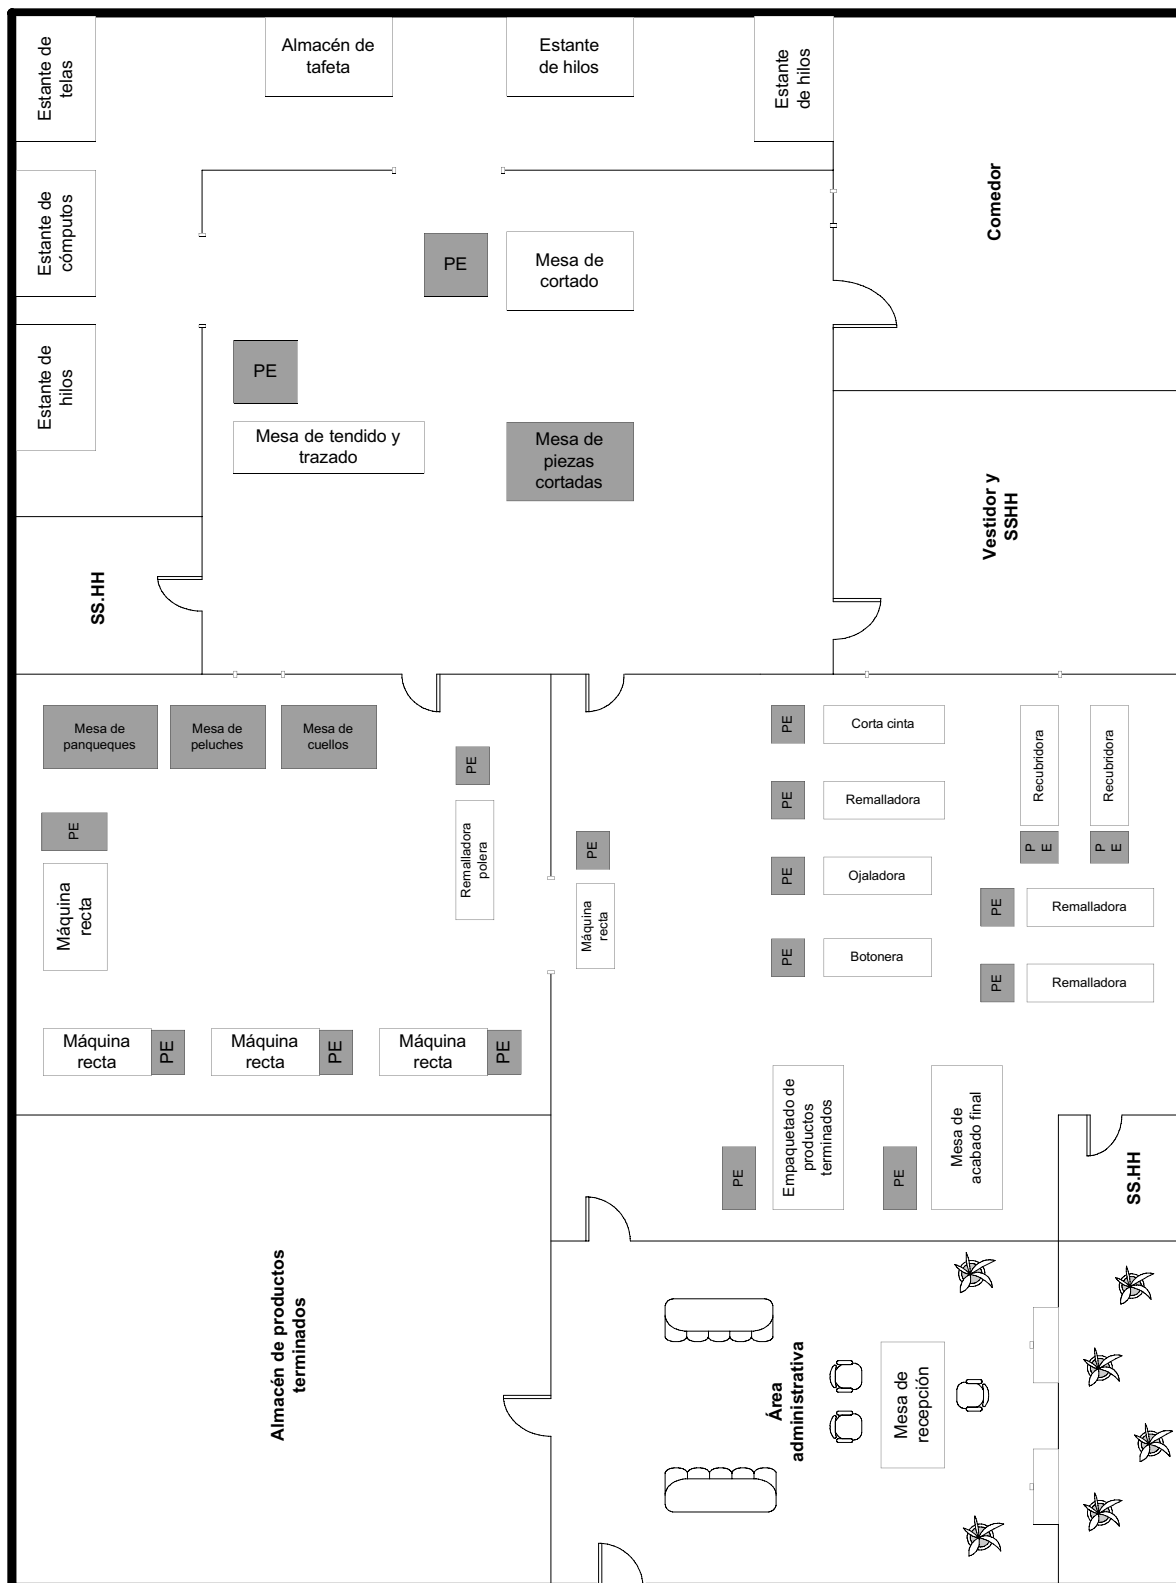 Estante de
telas
Almacén de
tafeta
Estante
de hilos
Estante
de hilos
Estante de
cómputos
Comedor
PE
Mesa de
cortado
Estante de
hilos
PE
Mesa de tendido y
trazado
Mesa de
piezas
cortadas
Vestidor y
SSHH
SS.HH
Mesa de
panqueques
Mesa de
peluches
Mesa de
cuellos
PE
Remalladora
polera
PE
Máquina
recta
PE
Máquina
recta
Máquina
recta
PE
Máquina
recta
PE
Máquina
recta
PE
PE
Corta cinta
PE
Remalladora
PE
Ojaladora
PE
Botonera
Recubridora
Recubridora
P
E
P
E
PE
Remalladora
PE
Remalladora
PE
Empaquetado de
productos
terminados
PE
Mesa de
acabado final
SS.HH
Almacén de productos
terminados
Área
administrativa
Mesa de
recepción